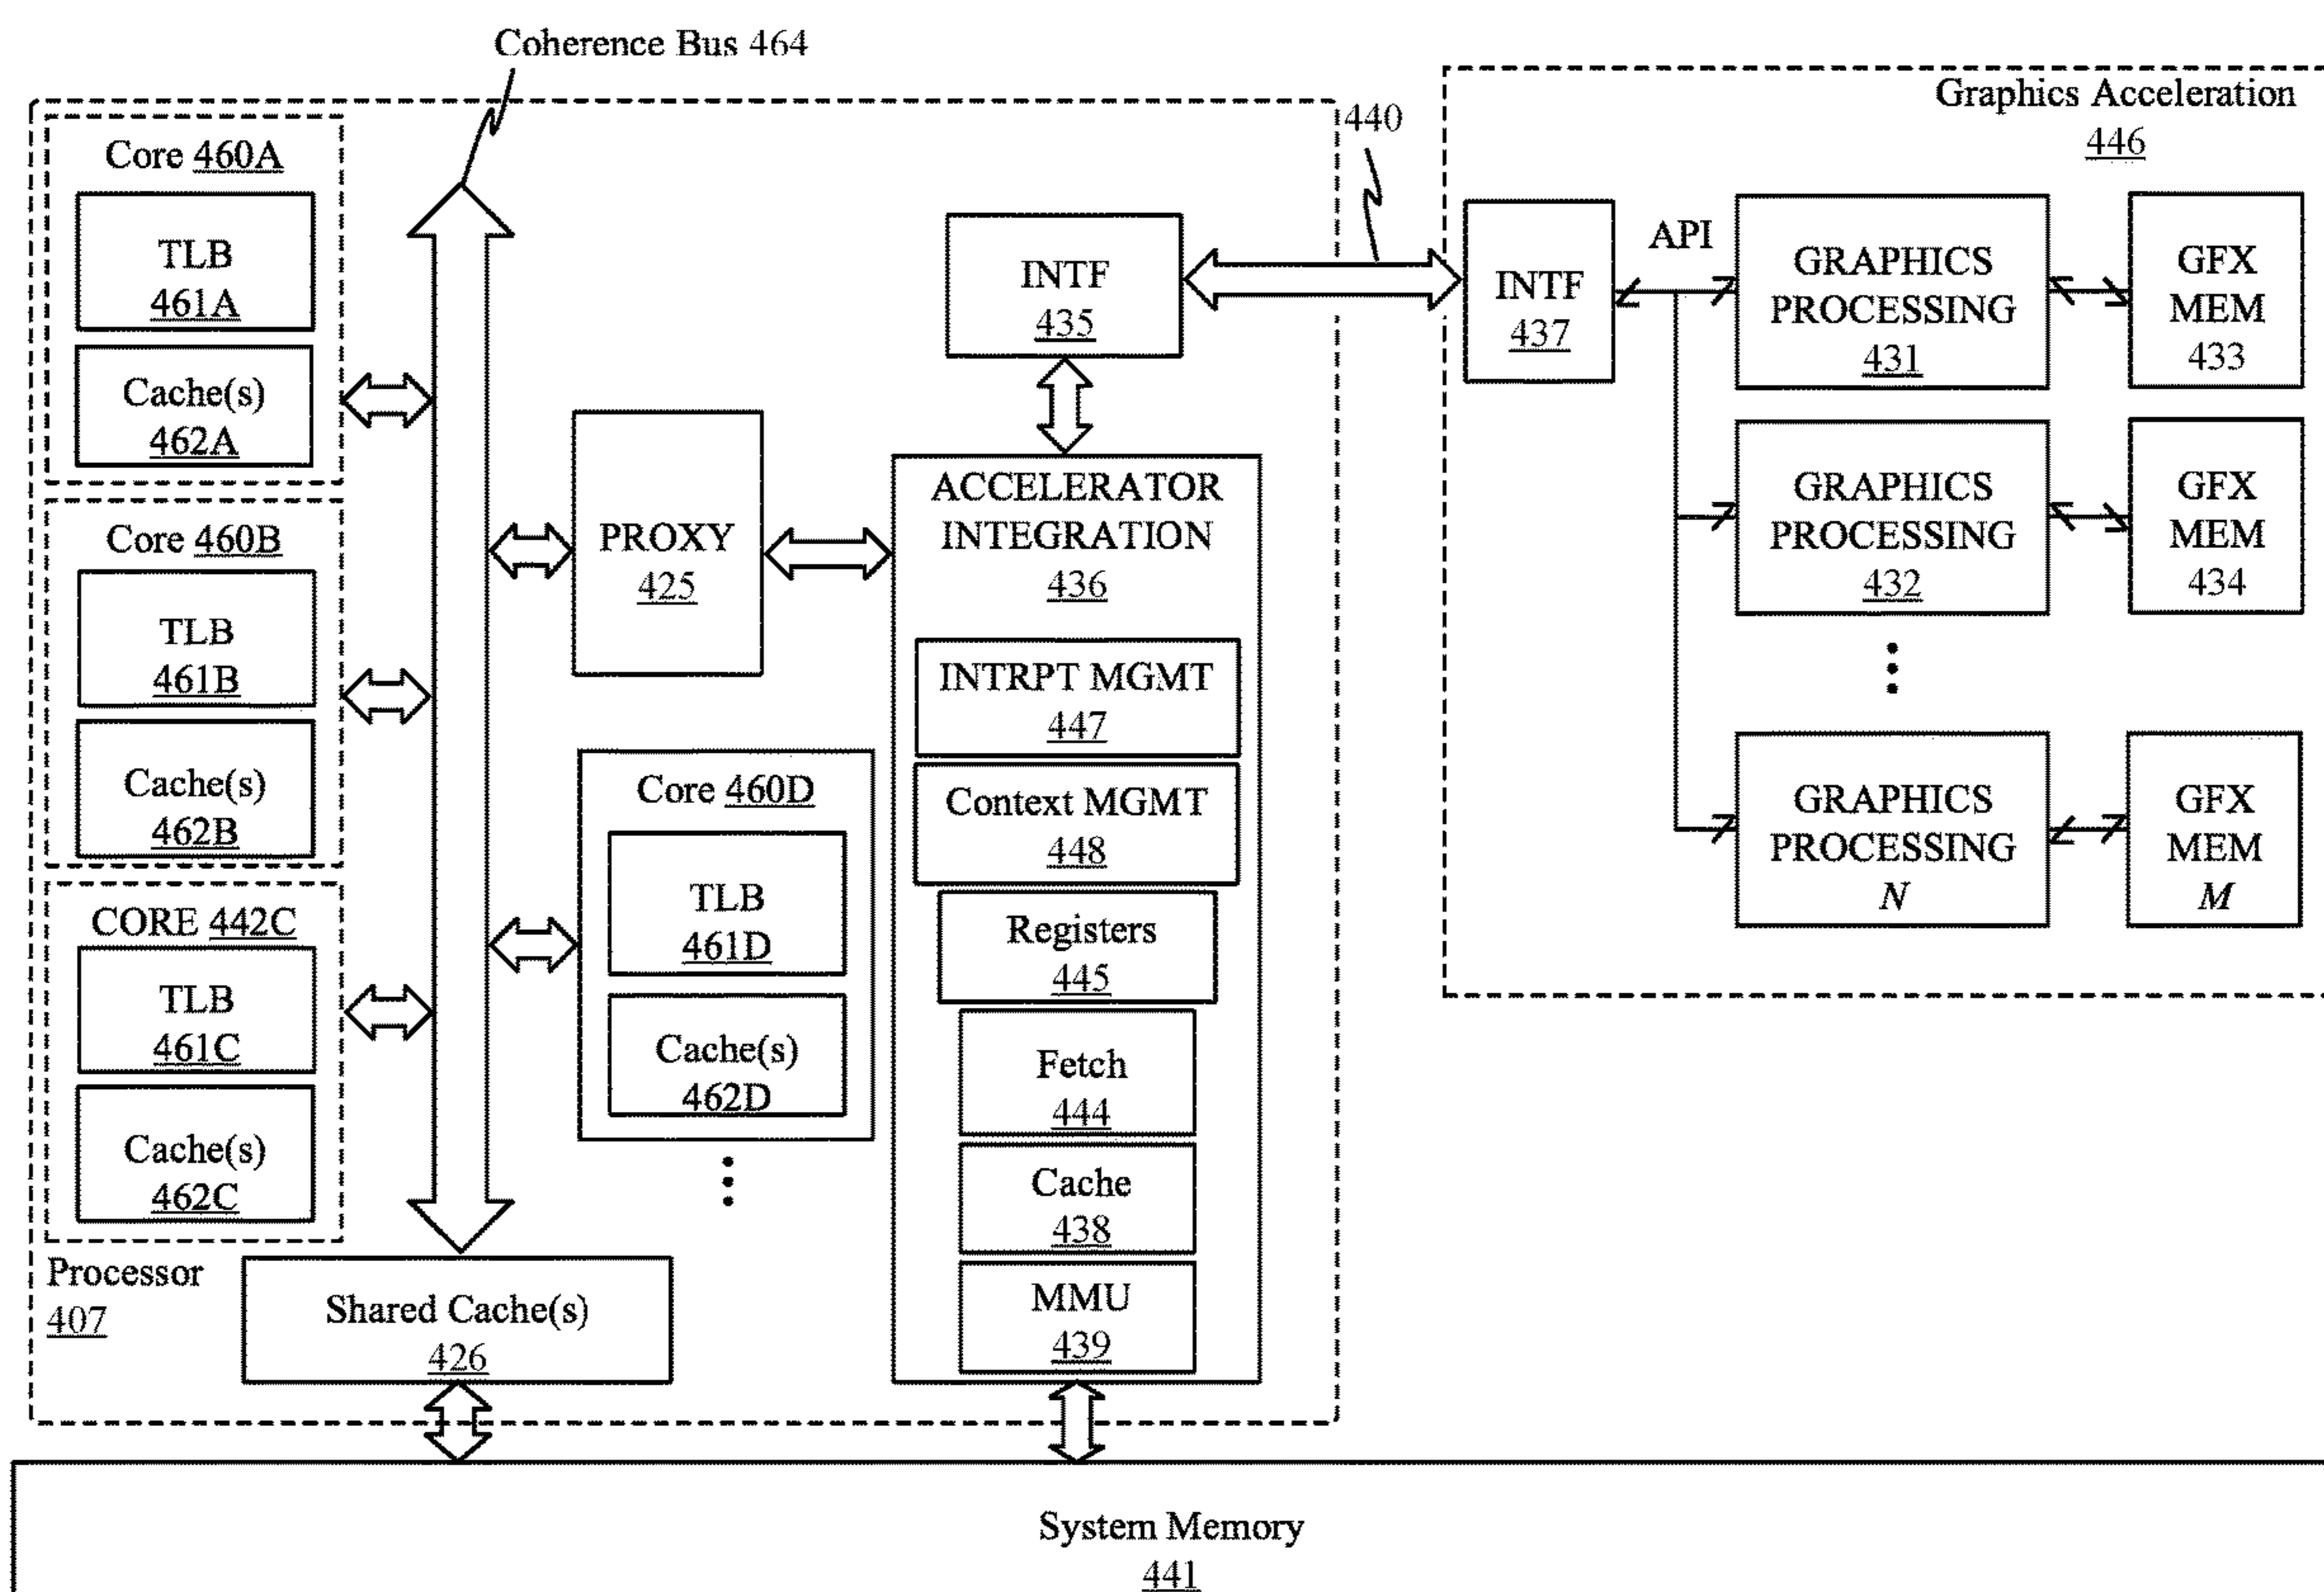 Coherence Bus 464
Core 460A
TLB
461A
Cache(s)
462A
Core 460B
TLB
461B
Cache(s)
462B
CORE 442C
TLB
461C
Cache(s)
462C
Processor
407
Shared Cache(s)
426
PROXY
425
Core 460D
TLB
461D
Cache(s)
462D
INTF
435
ACCELERATOR
INTEGRATION
436
INTRPT MGMT
447
Context MGMT
448
Registers
445
Fetch
444
Cache
438
MMU
439
440
Graphics Acceleration
446
INTF
437
API
GRAPHICS
PROCESSING
431
GFX
MEM
433
GRAPHICS
PROCESSING
432
GFX
MEM
434
GRAPHICS
PROCESSING
N
GFX
MEM
M
System Memory
441